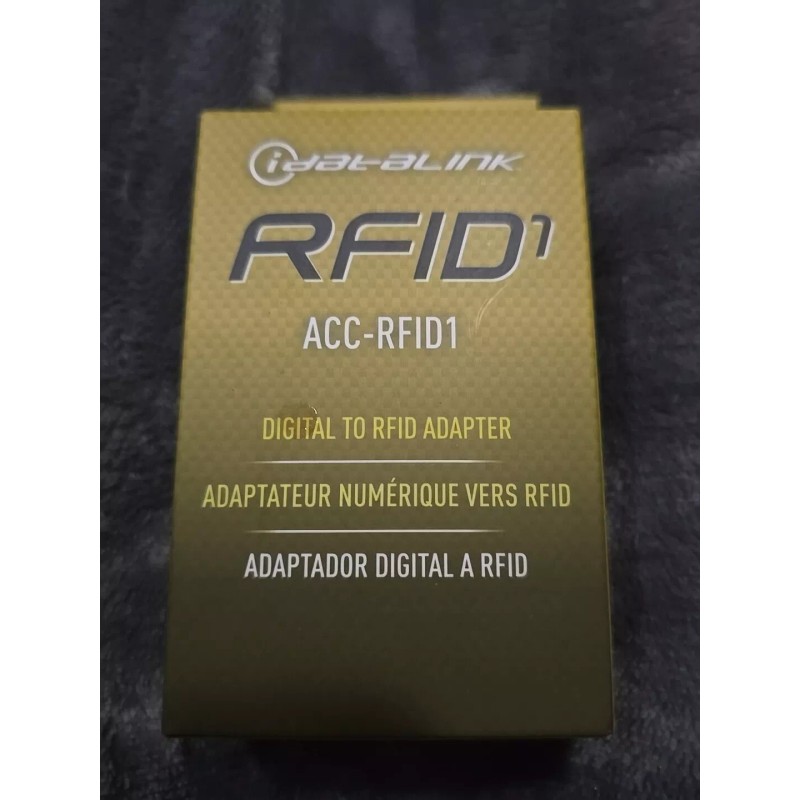 idatalink
RFID1
ACC-RFID1
DIGITAL TO RFID ADAPTER
ADAPTATEUR NUMÉRIQUE VERS RFID
ADAPTADOR DIGITAL A RFID